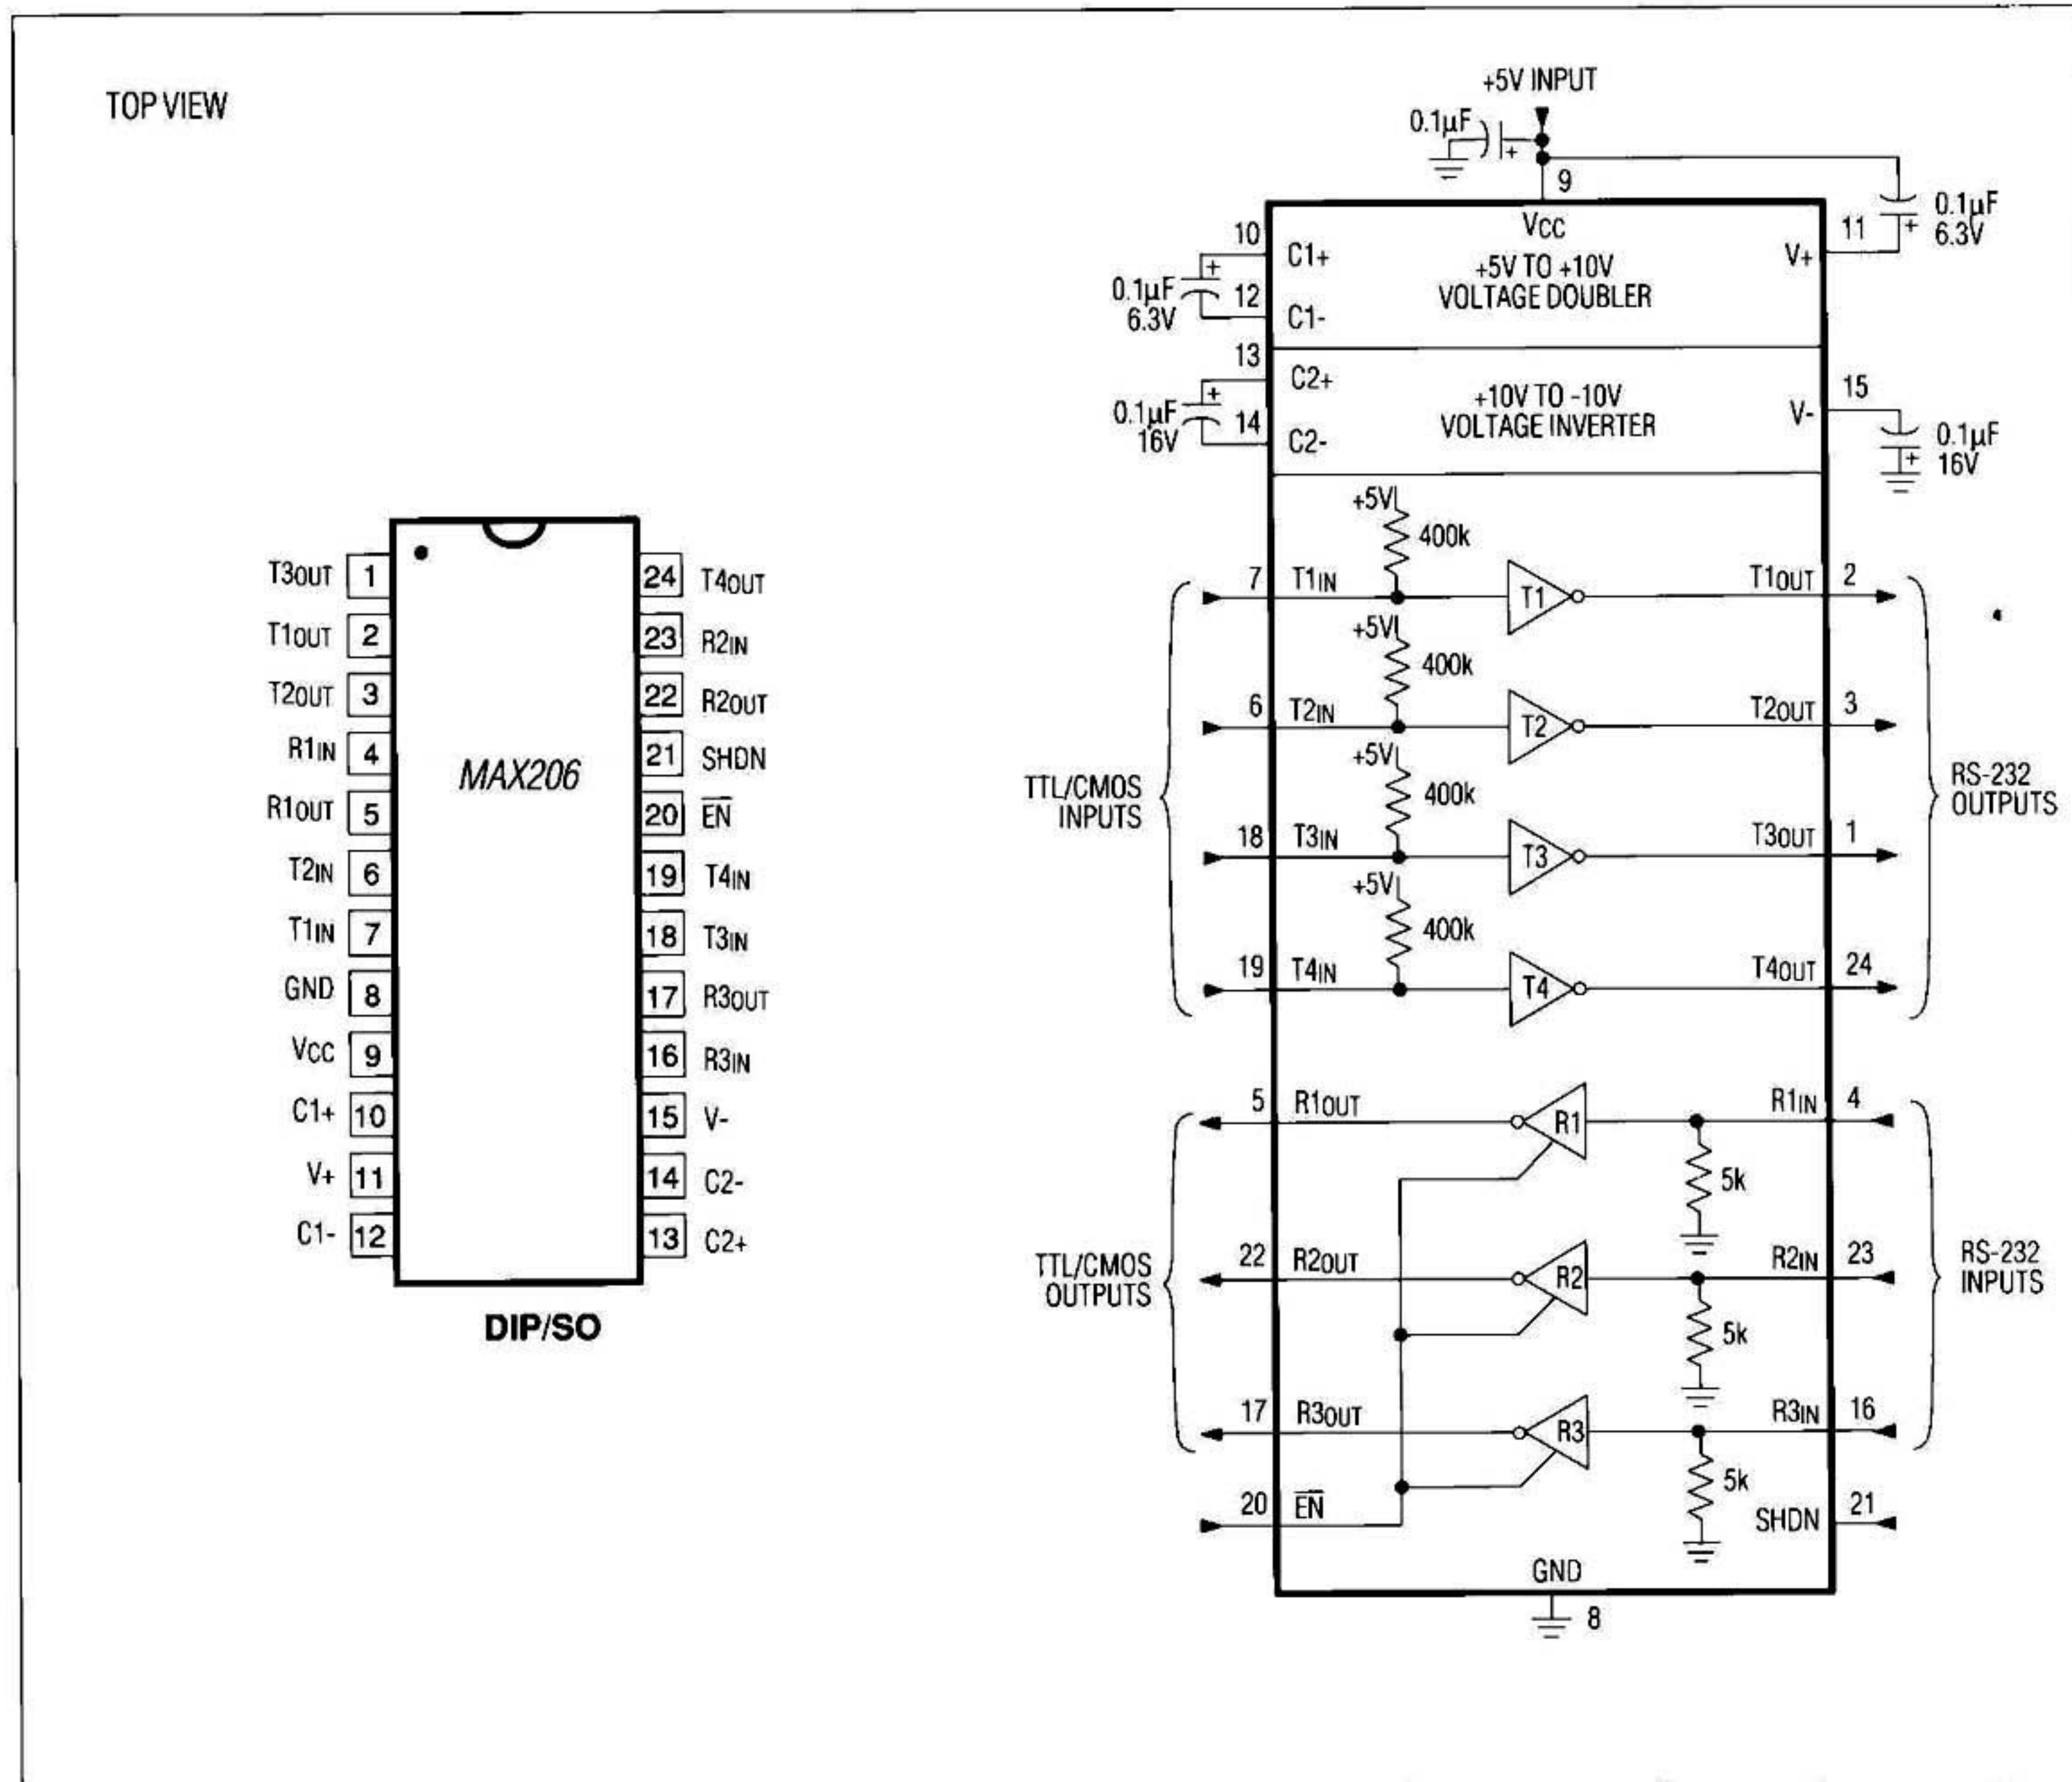 TOP VIEW
T3OUT 1
T1OUT 2
T2OUT 3
R1IN 4
R1OUT 5
T2IN 6
T1IN 7
GND 8
VCC 9
C1+ 10
V+ 11
C1- 12
MAX206
24 T4OUT
23 R2IN
22 R2OUT
21 SHDN
20 EN
19 T4IN
18 T3IN
17 R3OUT
16 R3IN
15 V-
14 C2-
13 C2+
DIP/SO
+5V INPUT
0.1µF
+
9
VCC
+5V TO +10V
VOLTAGE DOUBLER
10
C1+
+
0.1µF
6.3V
12
C1-
11
V+
0.1µF
+ 6.3V
13
C2+
+
0.1µF
16V
14
C2-
+10V TO -10V
VOLTAGE INVERTER
15
V-
0.1µF
+ 16V
+5V
400k
7 T1IN T1 T1OUT 2
+5V
400k
6 T2IN T2 T2OUT 3
TTL/CMOS
INPUTS
RS-232
OUTPUTS
+5V
400k
18 T3IN T3 T3OUT 1
+5V
400k
19 T4IN T4 T4OUT 24
5 R1OUT R1 R1IN 4
5k
22 R2OUT R2 R2IN 23
TTL/CMOS
OUTPUTS
RS-232
INPUTS
5k
17 R3OUT R3 R3IN 16
5k
20 EN
SHDN 21
GND
8